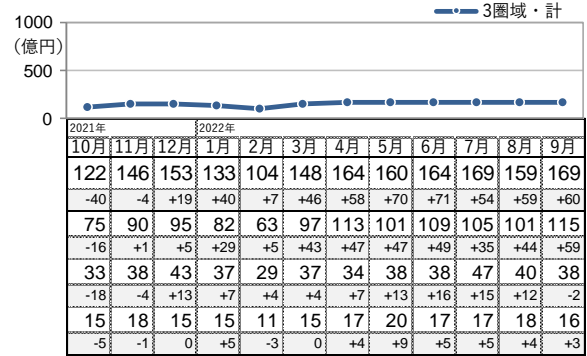 3圏域・計
1000
(億円)
500
0
2021年 2022年
10月 11月 12月 1月 2月 3月 4月 5月 6月 7月 8月 9月
122 146 153 133 104 148 164 160 164 169 159 169
-40 -4 +19 +40 +7 +46 +58 +70 +71 +54 +59 +60
75 90 95 82 63 97 113 101 109 105 101 115
-16 +1 +5 +29 +5 +43 +47 +47 +49 +35 +44 +59
33 38 43 37 29 37 34 38 38 47 40 38
-18 -4 +13 +7 +4 +4 +7 +13 +16 +15 +12 -2
15 18 15 15 11 15 17 20 17 17 18 16
-5 -1 0 +5 -3 0 +4 +9 +5 +5 +4 +3